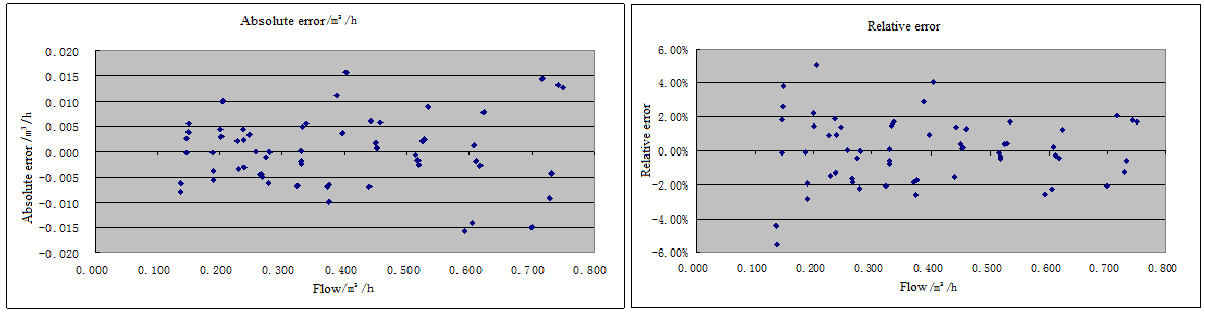 Absolute error/m²/h
Absolute error/m³/h
0.020
0.015
0.010
0.005
0.000
-0.005
-0.010
-0.015
-0.020
0.000 0.100 0.200 0.300 0.400 0.500 0.600 0.700 0.800
Flow/m²/h
Relative error
Relative error
6.00%
4.00%
2.00%
0.00%
-2.00%
-4.00%
-6.00%
0.000 0.100 0.200 0.300 0.400 0.500 0.600 0.700 0.800
Flow/m²/h